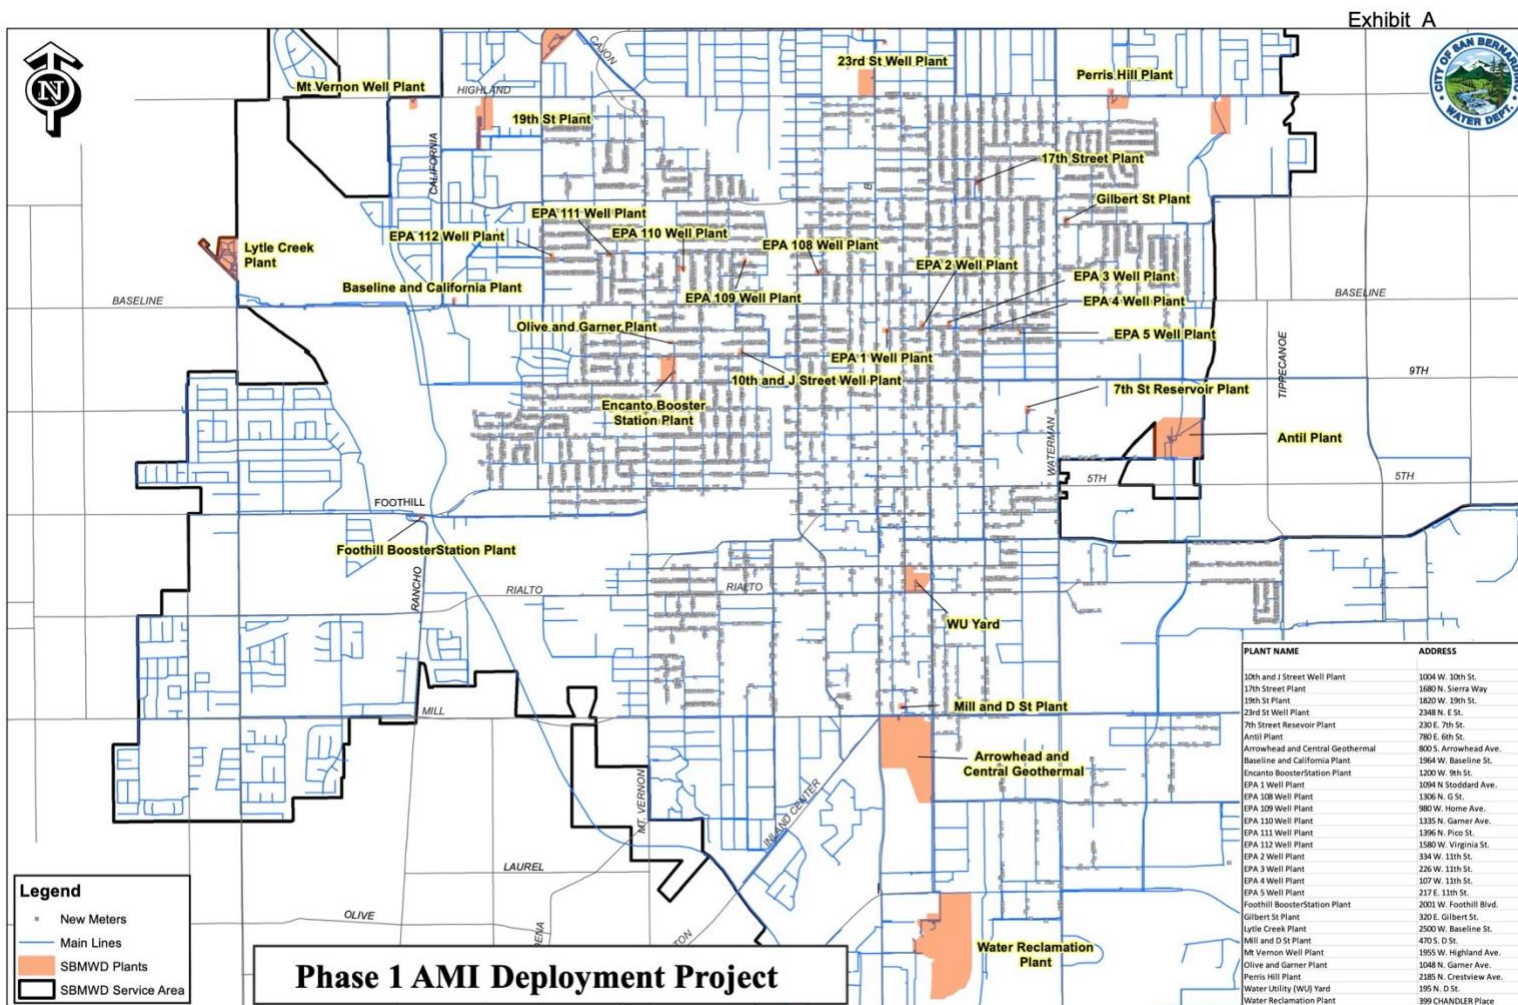 Exhibit A
CITY OF SAN BERNARDINO
WATER DEPT.
N
CAJON
23rd St Well Plant
Perris Hill Plant
Mt Vernon Well Plant
HIGHLAND
19th St Plant
CALIFORNIA
17th Street Plant
E
Gilbert St Plant
EPA 111 Well Plant
EPA 112 Well Plant
EPA 110 Well Plant
EPA 108 Well Plant
Lytle Creek
Plant
EPA 2 Well Plant
EPA 3 Well Plant
Baseline and California Plant
EPA 109 Well Plant
EPA 4 Well Plant
BASELINE
BASELINE
Olive and Garner Plant
EPA 1 Well Plant
EPA 5 Well Plant
TIPPECANOE
10th and J Street Well Plant
9TH
7th St Reservoir Plant
Encanto Booster
Station Plant
WATERMAN
Antil Plant
5TH
5TH
FOOTHILL
Foothill BoosterStation Plant
RANCHO
RIALTO
RIALTO
WU Yard
MILL
Mill and D St Plant
Arrowhead and
Central Geothermal
MT. VERNON
INLAND CENTER
LAUREL
OLIVE
Water Reclamation
Plant
PLANT NAME ADDRESS
10th and J Street Well Plant 1004 W. 10th St.
17th Street Plant 1680 N. Sierra Way
19th St Plant 1820 W. 19th St.
23rd St Well Plant 2348 N. E St.
7th Street Resevoir Plant 230 E. 7th St.
Antil Plant 780 E. 6th St.
Arrowhead and Central Geothermal 800 S. Arrowhead Ave.
Baseline and California Plant 1964 W. Baseline St.
Encanto BoosterStation Plant 1200 W. 9th St.
EPA 1 Well Plant 1094 N Stoddard Ave.
EPA 108 Well Plant 1306 N. G St.
EPA 109 Well Plant 980 W. Home Ave.
EPA 110 Well Plant 1335 N. Garner Ave.
EPA 111 Well Plant 1396 N. Pico St.
EPA 112 Well Plant 1580 W. Virginia St.
EPA 2 Well Plant 334 W. 11th St.
EPA 3 Well Plant 226 W. 11th St.
EPA 4 Well Plant 107 W. 11th St.
EPA 5 Well Plant 217 E. 11th St.
Foothill BoosterStation Plant 2001 W. Foothill Blvd.
Gilbert St Plant 320 E. Gilbert St.
Lytle Creek Plant 2500 W. Baseline St.
Mill and D St Plant 470 S. D St.
Mt Vernon Well Plant 1955 W. Highland Ave.
Olive and Garner Plant 1048 N. Garner Ave.
Perris Hill Plant 2185 N. Crestview Ave.
Water Utility (WU) Yard 195 N. D St.
Water Reclamation Plant 399 CHANDLER Place
Legend
New Meters
Main Lines
SBMWD Plants
SBMWD Service Area
Phase 1 AMI Deployment Project